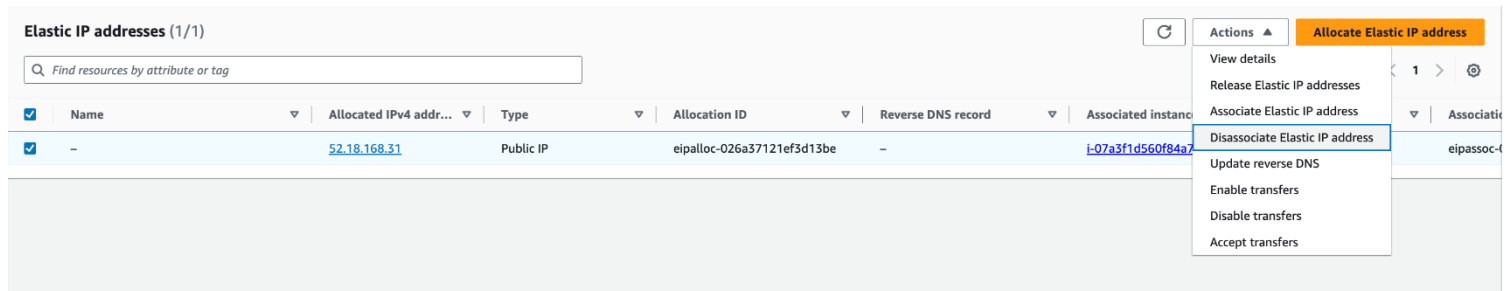 Elastic IP addresses (1/1)
Actions
Allocate Elastic IP address
Find resources by attribute or tag
1
View details
Release Elastic IP addresses
Associate Elastic IP address
Disassociate Elastic IP address
Update reverse DNS
Enable transfers
Disable transfers
Accept transfers
Name
Allocated IPv4 addr...
Type
Allocation ID
Reverse DNS record
Associated instanc
Associatio
–
52.18.168.31
Public IP
eipalloc-026a37121ef3d13be
–
i-07a3f1d560f84a7
eipassoc-0